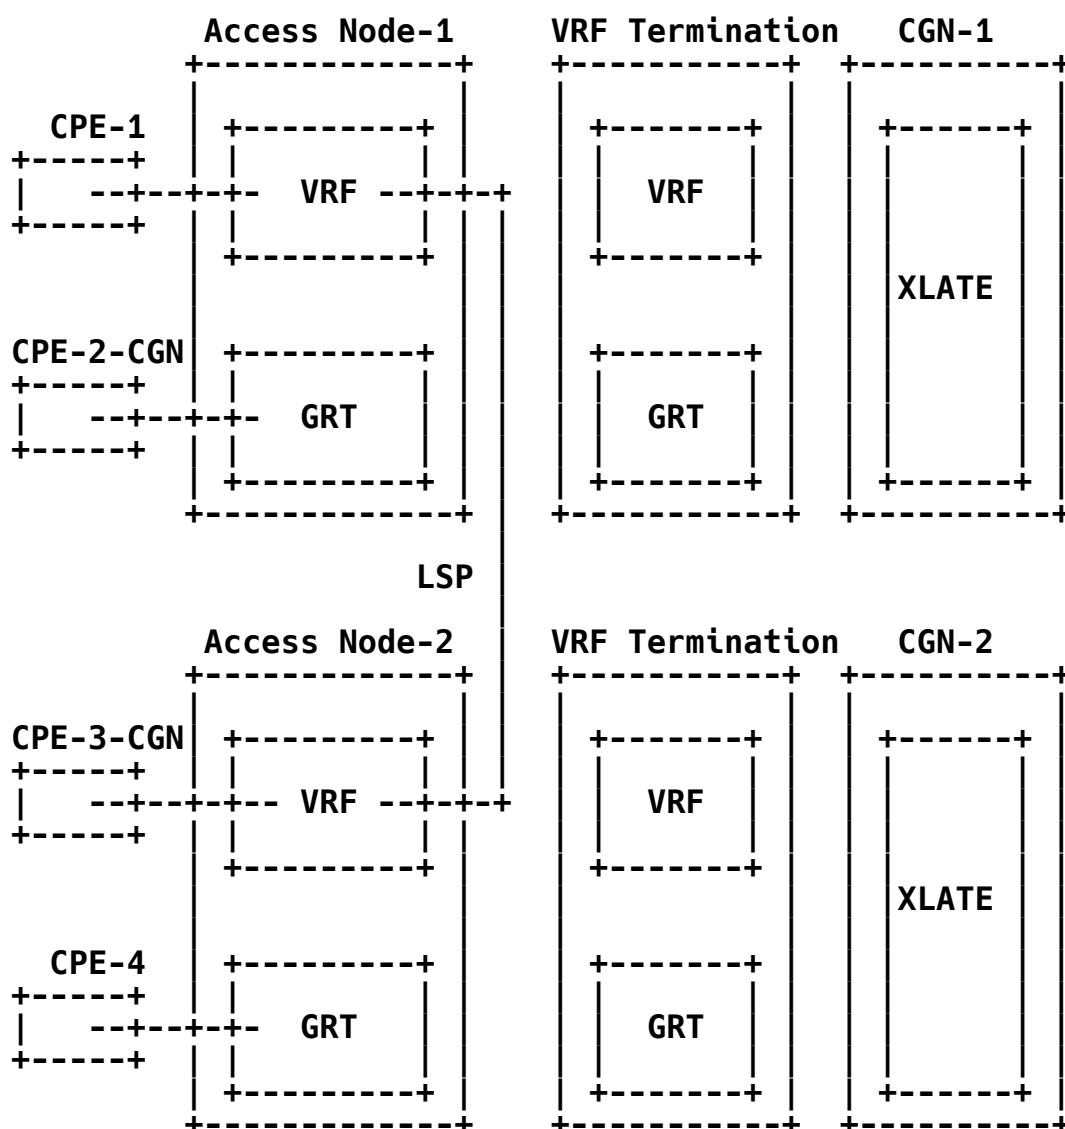 Access Node-1 VRF Termination CGN-1
CPE-1
VRF VRF
XLATE
CPE-2-CGN
GRT GRT
LSP
Access Node-2 VRF Termination CGN-2
CPE-3-CGN
VRF VRF
XLATE
CPE-4
GRT GRT